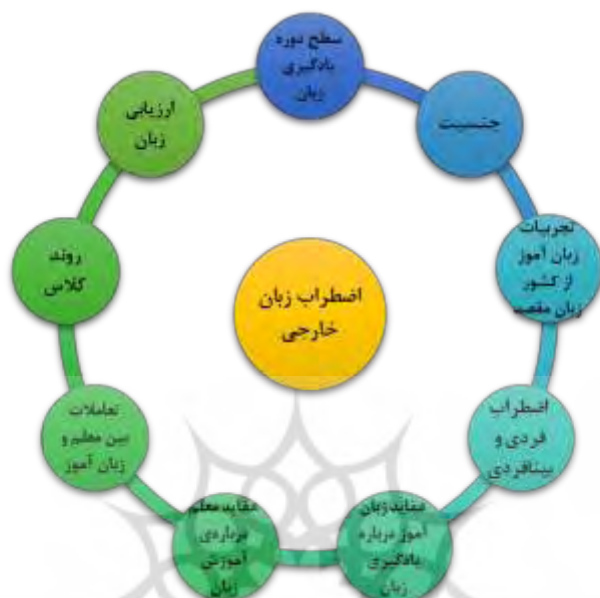 سطح دوره
یادگیری
زبان
جنسیت
تجربیات
زبان آموز
از کشور
زبان مقصد
اضطراب
فردی و
بینافردی
عقاید زبان
آموز درباره
یادگیری
زبان
عقاید معلم
درباره‌ی
آموزش
زبان
تعاملات
بین معلم و
زبان آموز
روند
کلاس
ارزیابی
زبان
اضطراب زبان
خارجی